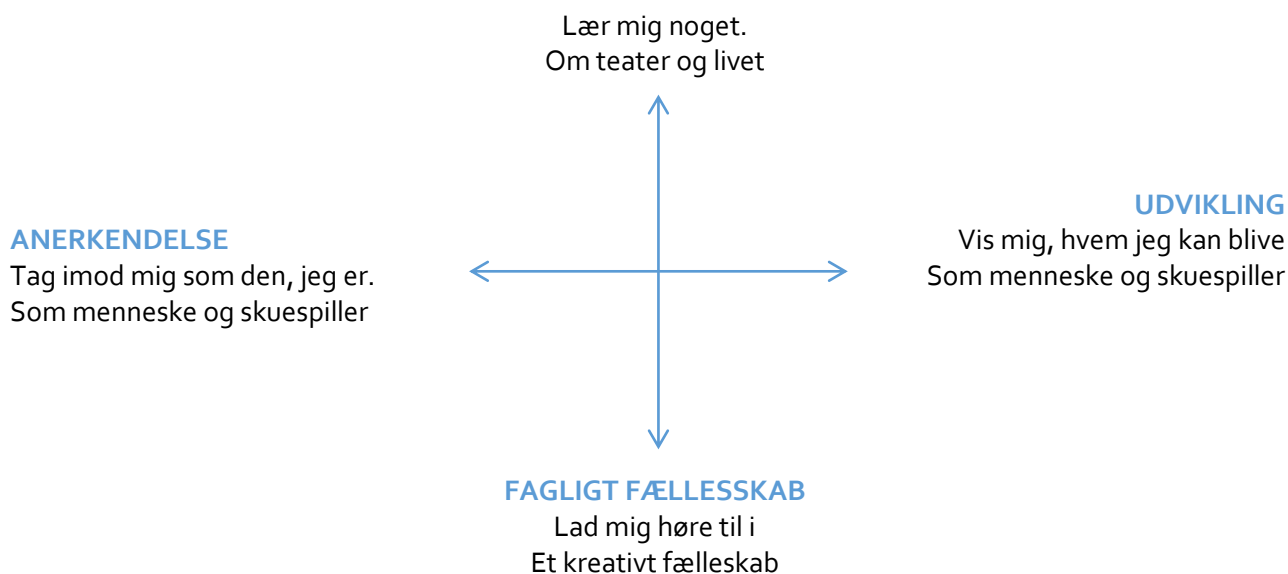 Lær mig noget.
Om teater og livet
UDVIKLING
Vis mig, hvem jeg kan blive
Som menneske og skuespiller
ANERKENDELSE
Tag imod mig som den, jeg er.
Som menneske og skuespiller
FAGLIGT FÆLLESSKAB
Lad mig høre til i
Et kreativt fælleskab